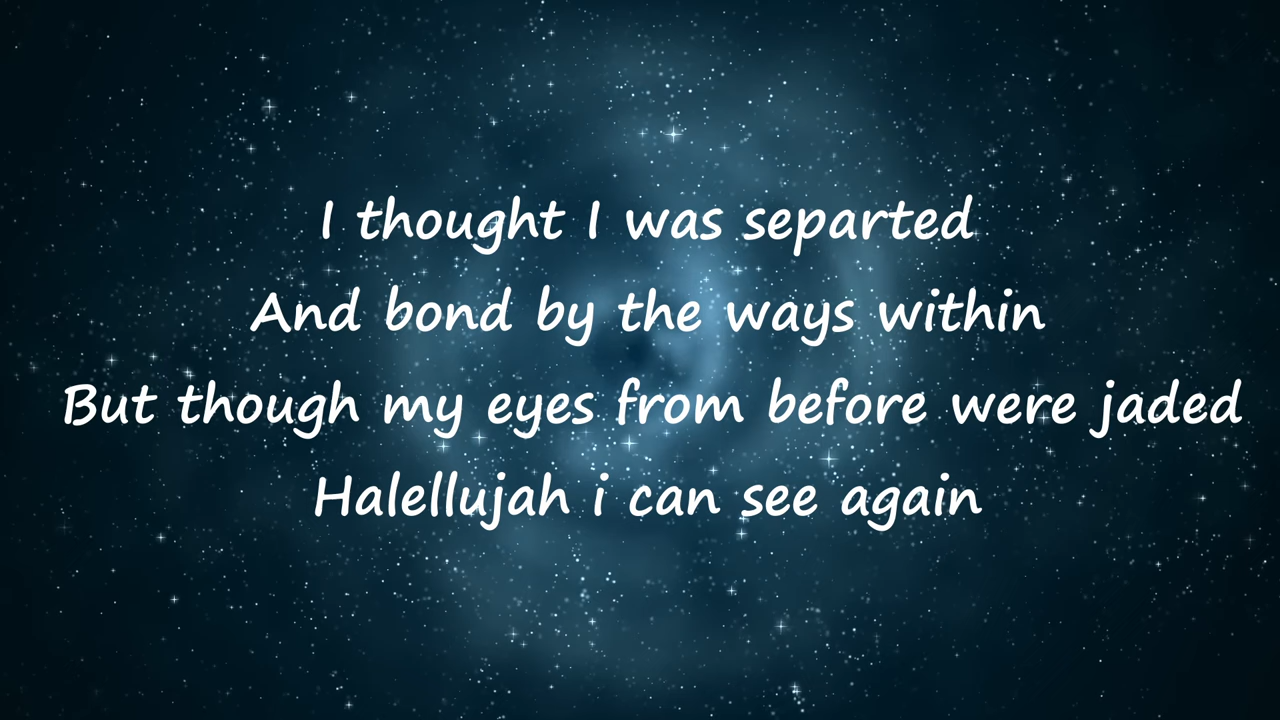 I thought I was separted
And bond by the ways within
But though my eyes from before were jaded
Halellujah i can see again